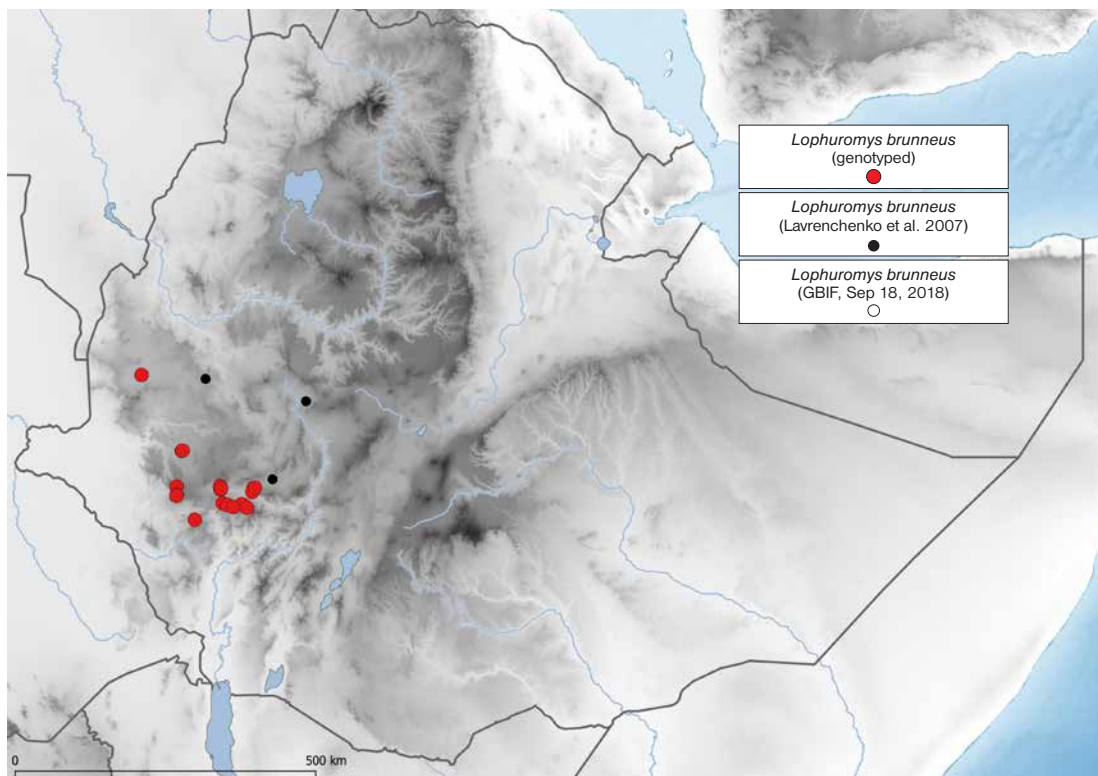 Lophuromys brunneus
(genotyped)
Lophuromys brunneus
(Lavrenchenko et al. 2007)
Lophuromys brunneus
(GBIF, Sep 18, 2018)
0 500 km